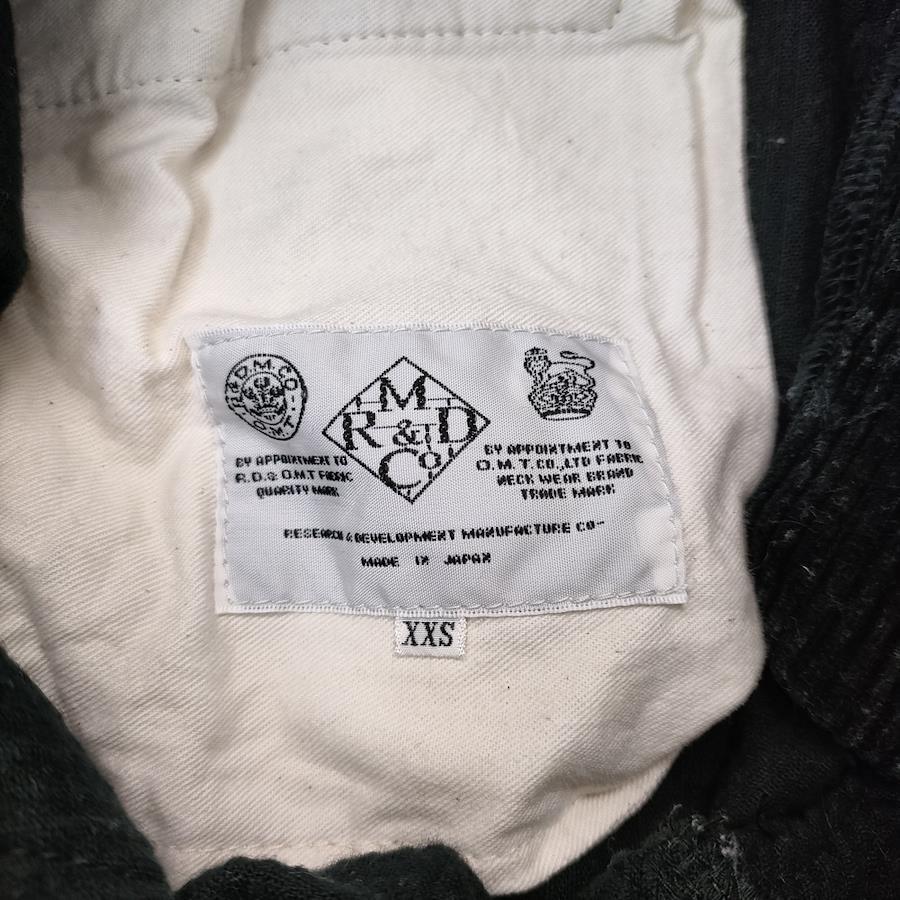 R.&D.M.CO
O.M.T.
M
R & D
Co
BY APPOINTMENT TO
R.D.& O.M.T FABRIC
QUARITY MARK
BY APPOINTMENT TO
O.M.T.CO.,LTD FABRIC
NECK WEAR BRAND
TRADE MARK
RESEARCH & DEVELOPMENT MANUFACTURE CO-
MADE IN JAPAN
XXS